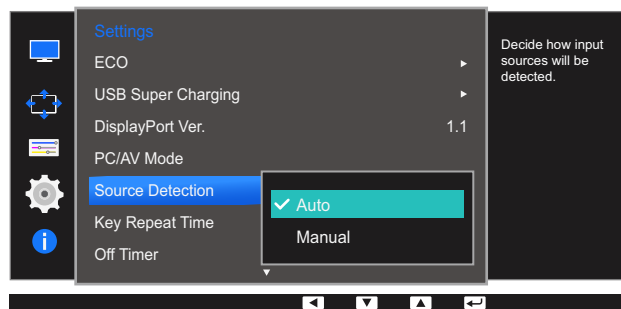 Settings
ECO
USB Super Charging
DisplayPort Ver. 1.1
PC/AV Mode
Source Detection
Key Repeat Time
Off Timer
Auto
Manual
Decide how input
sources will be
detected.